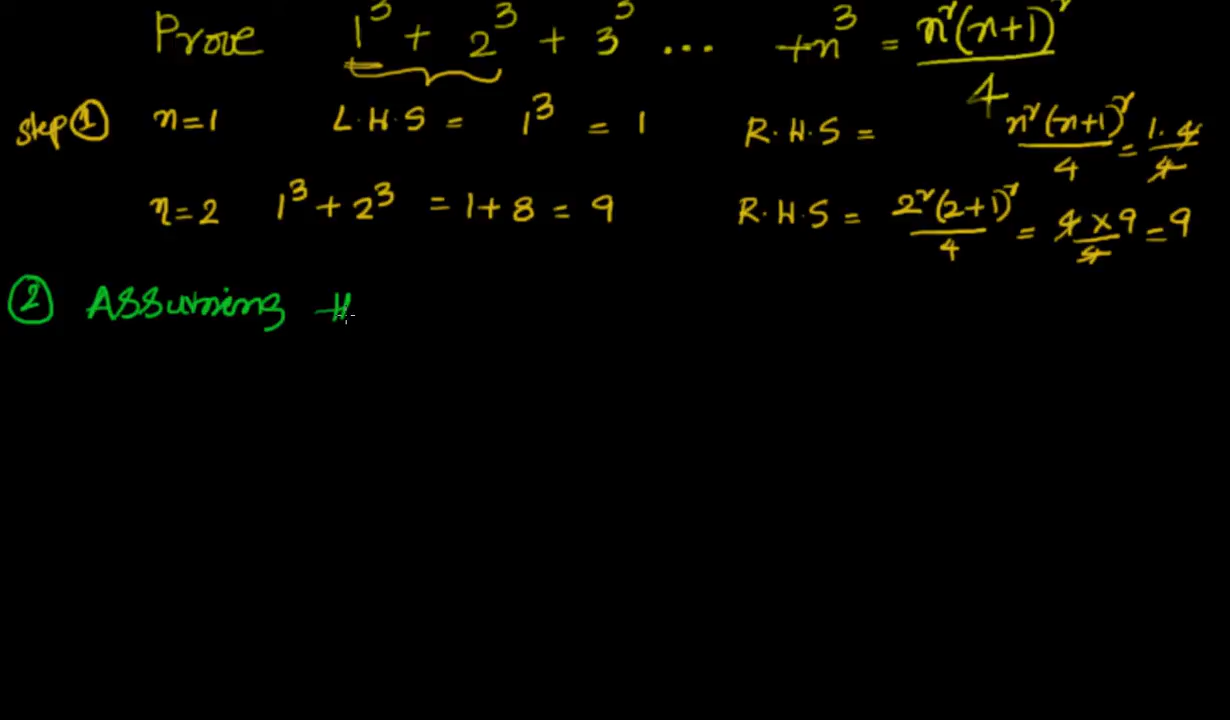 Prove 1³ + 2³ + 3³ ... + n³ = n²(n+1)² / 4
step ① n=1 L.H.S = 1³ = 1 R.H.S = n²(n+1)² / 4 = 1.4 / 4
n=2 1³ + 2³ = 1 + 8 = 9 R.H.S = 2²(2+1)² / 4 = 4 × 9 / 4 = 9
② Assuming